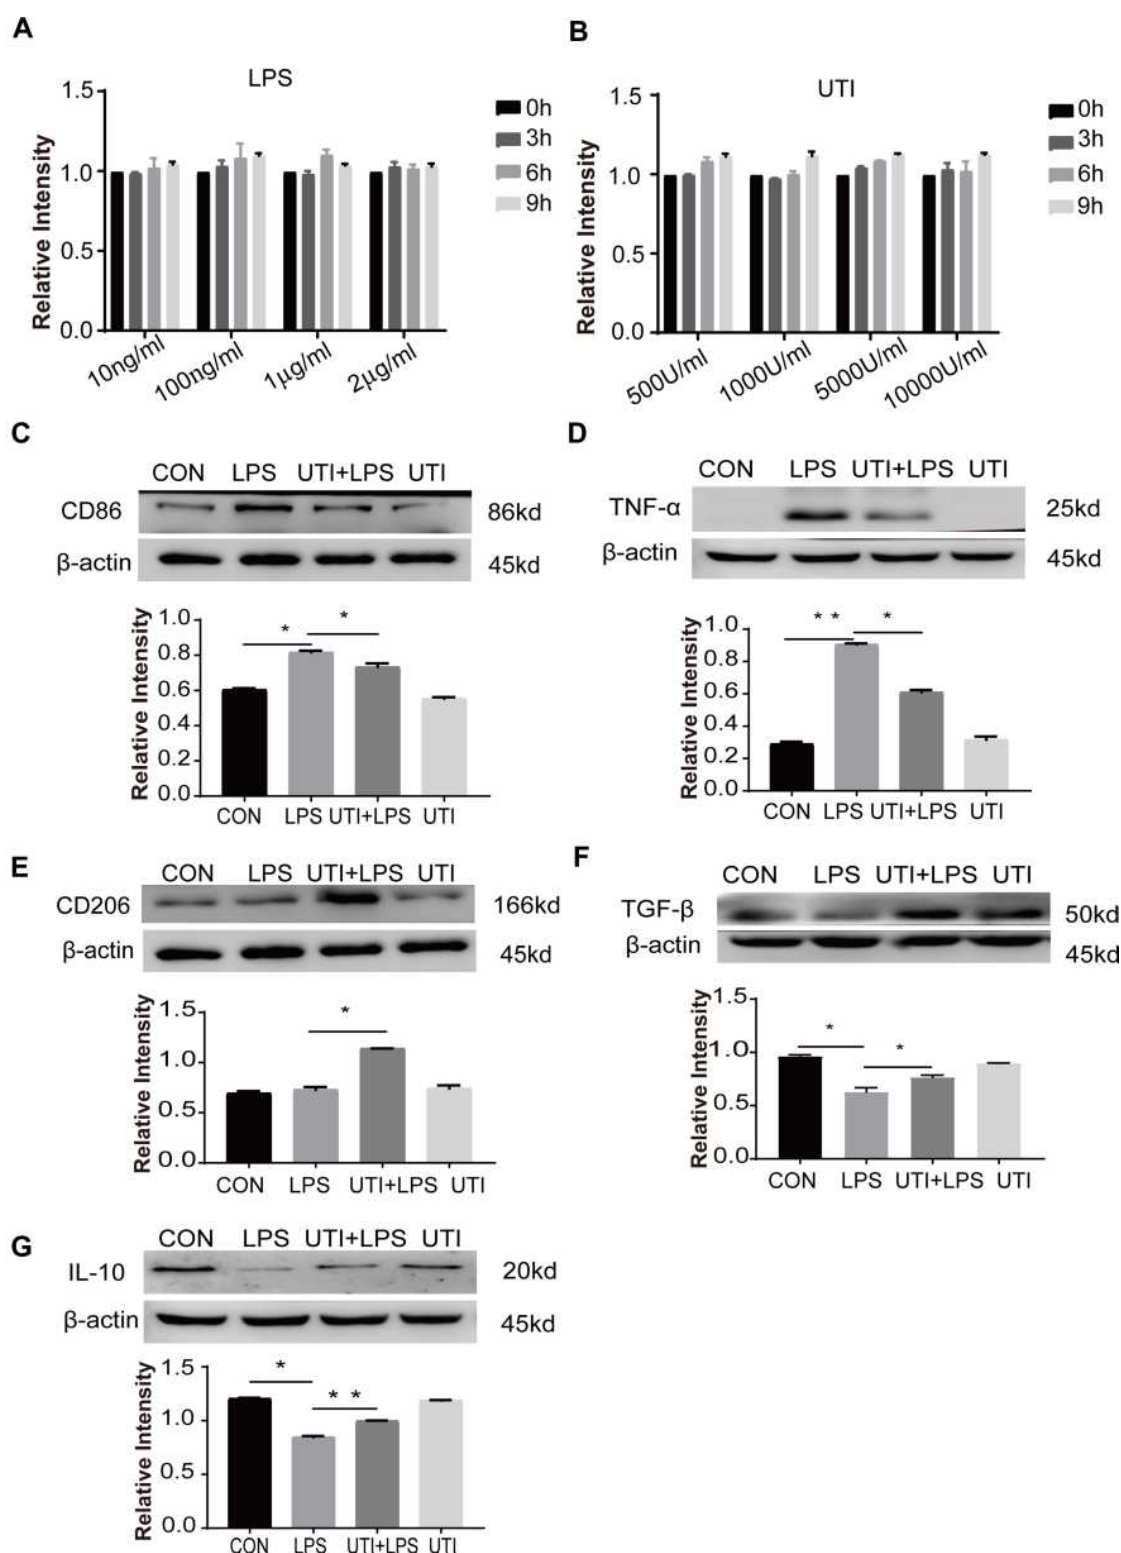 A
LPS
Relative Intensity
1.5
1.0
0.5
0.0
10ng/ml 100ng/ml 1μg/ml 2μg/ml
0h
3h
6h
9h
B
UTI
Relative Intensity
1.5
1.0
0.5
0.0
500U/ml 1000U/ml 5000U/ml 10000U/ml
0h
3h
6h
9h
C
CON LPS UTI+LPS UTI
CD86 86kd
β-actin 45kd
Relative Intensity
1.0
0.8
0.6
0.4
0.2
0.0
* *
CON LPS UTI+LPS UTI
D
CON LPS UTI+LPS UTI
TNF-α 25kd
β-actin 45kd
Relative Intensity
1.0
0.8
0.6
0.4
0.2
0.0
** *
CON LPS UTI+LPS UTI
E
CON LPS UTI+LPS UTI
CD206 166kd
β-actin 45kd
Relative Intensity
1.5
1.0
0.5
0.0
*
CON LPS UTI+LPS UTI
F
CON LPS UTI+LPS UTI
TGF-β 50kd
β-actin 45kd
Relative Intensity
1.5
1.0
0.5
0.0
* *
CON LPS UTI+LPS UTI
G
CON LPS UTI+LPS UTI
IL-10 20kd
β-actin 45kd
Relative Intensity
1.5
1.0
0.5
0.0
* **
CON LPS UTI+LPS UTI